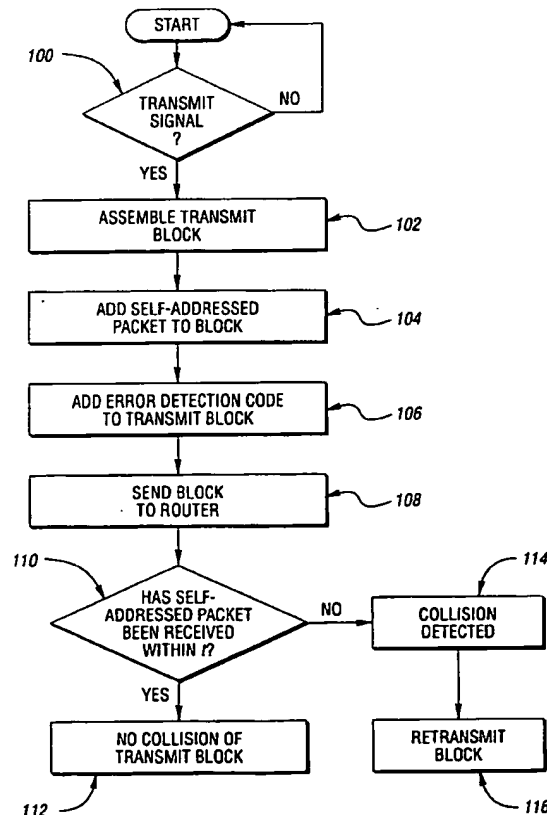 START
100
TRANSMIT
SIGNAL
?
NO
YES
ASSEMBLE TRANSMIT
BLOCK
102
ADD SELF-ADDRESSED
PACKET TO BLOCK
104
ADD ERROR DETECTION CODE
TO TRANSMIT BLOCK
106
SEND BLOCK
TO ROUTER
108
110
HAS SELF-
ADDRESSED PACKET
BEEN RECEIVED
WITHIN t?
NO
114
COLLISION
DETECTED
YES
NO COLLISION OF
TRANSMIT BLOCK
112
RETRANSMIT
BLOCK
116